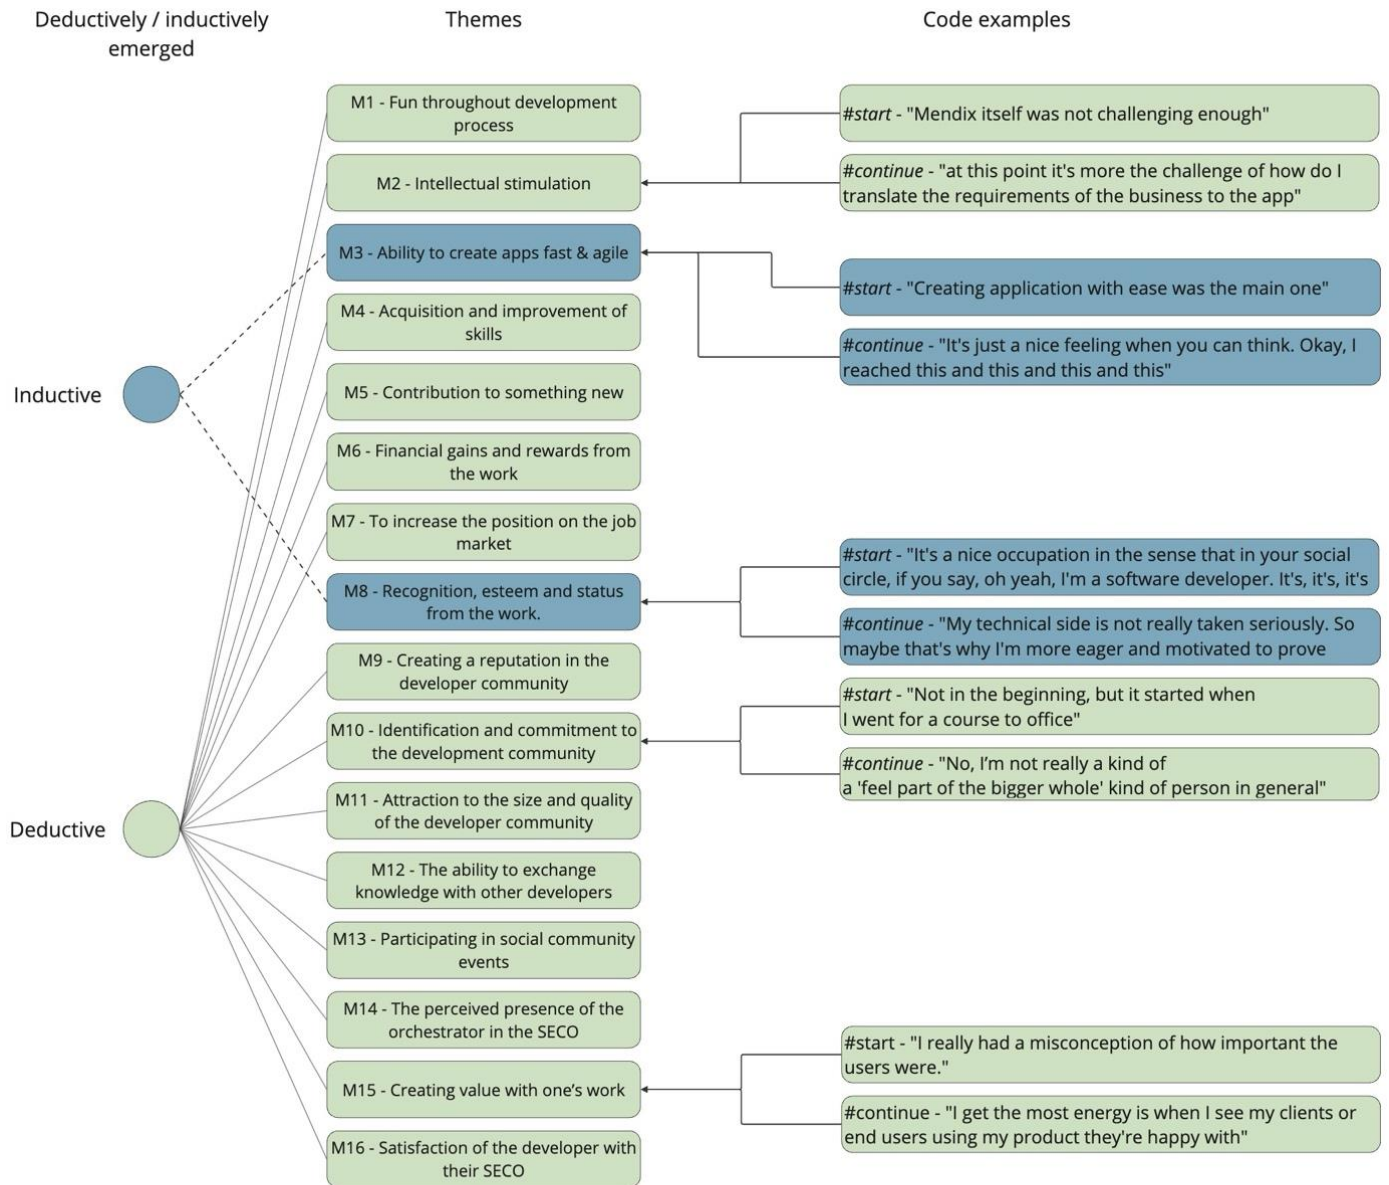 Deductively / inductively
emerged
Themes
Code examples
M1 - Fun throughout development
process
M2 - Intellectual stimulation
M3 - Ability to create apps fast & agile
M4 - Acquisition and improvement of
skills
M5 - Contribution to something new
M6 - Financial gains and rewards from
the work
M7 - To increase the position on the job
market
M8 - Recognition, esteem and status
from the work.
M9 - Creating a reputation in the
developer community
M10 - Identification and commitment to
the development community
M11 - Attraction to the size and quality
of the developer community
M12 - The ability to exchange
knowledge with other developers
M13 - Participating in social community
events
M14 - The perceived presence of the
orchestrator in the SECO
M15 - Creating value with one’s work
M16 - Satisfaction of the developer with
their SECO
Inductive
Deductive
#start - "Mendix itself was not challenging enough"
#continue - "at this point it's more the challenge of how do I
translate the requirements of the business to the app"
#start - "Creating application with ease was the main one"
#continue - "It's just a nice feeling when you can think. Okay, I
reached this and this and this and this"
#start - "It's a nice occupation in the sense that in your social
circle, if you say, oh yeah, I'm a software developer. It's, it's, it's
#continue - "My technical side is not really taken seriously. So
maybe that's why I'm more eager and motivated to prove
#start - "Not in the beginning, but it started when
I went for a course to office"
#continue - "No, I’m not really a kind of
a 'feel part of the bigger whole' kind of person in general"
#start - "I really had a misconception of how important the
users were."
#continue - "I get the most energy is when I see my clients or
end users using my product they're happy with"